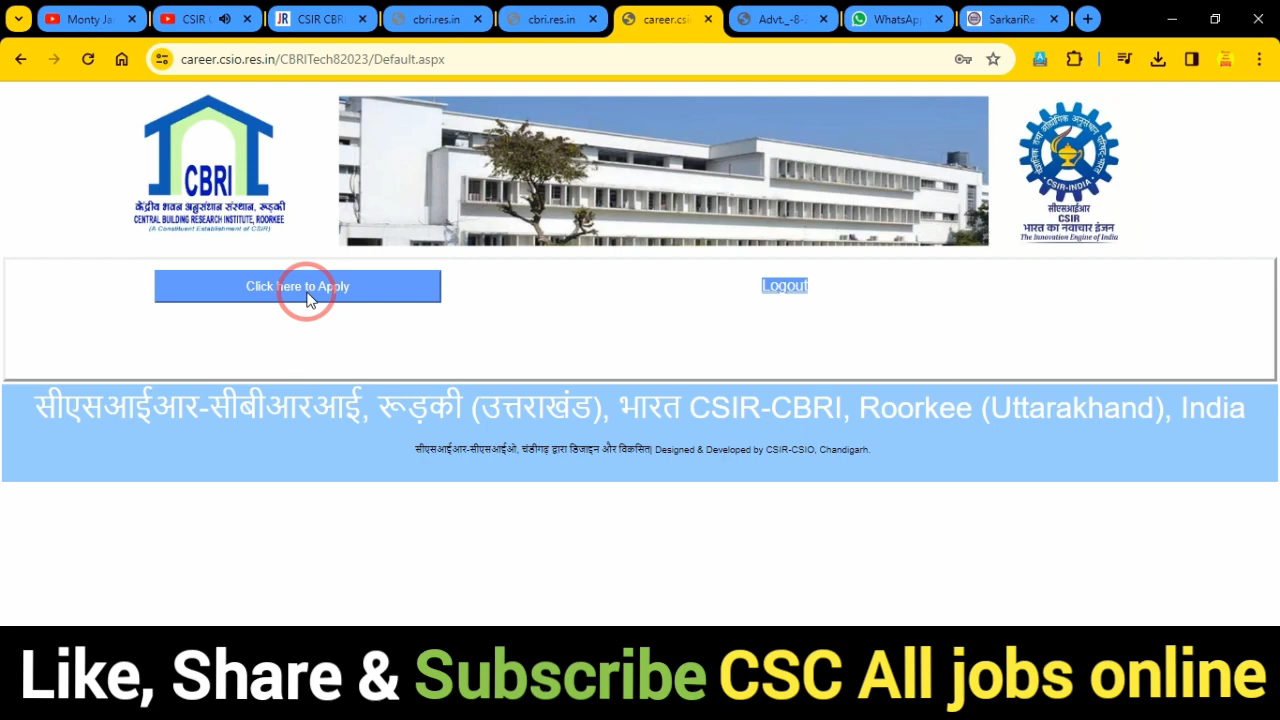 Monty Ja
CSIR C
CSIR CBR
cbri.res.in
cbri.res.in
career.csi
Advt._-8-
WhatsAp
SarkariRe
career.csio.res.in/CBRITech82023/Default.aspx
CBRI
केंद्रीय भवन अनुसंधान संस्थान, रूड़की
CENTRAL BUILDING RESEARCH INSTITUTE, ROORKEE
(A Constituent Establishment of CSIR)
CSIR-INDIA
सीएसआईआर
CSIR
भारत का नवाचार इंजन
The Innovation Engine of India
Click here to Apply
Logout
सीएसआईआर-सीबीआरआई, रूड़की (उत्तराखंड), भारत CSIR-CBRI, Roorkee (Uttarakhand), India
सीएसआईआर-सीएसआईओ, चंडीगढ़ द्वारा डिजाइन और विकसित| Designed & Developed by CSIR-CSIO, Chandigarh.
Like, Share & Subscribe CSC All jobs online